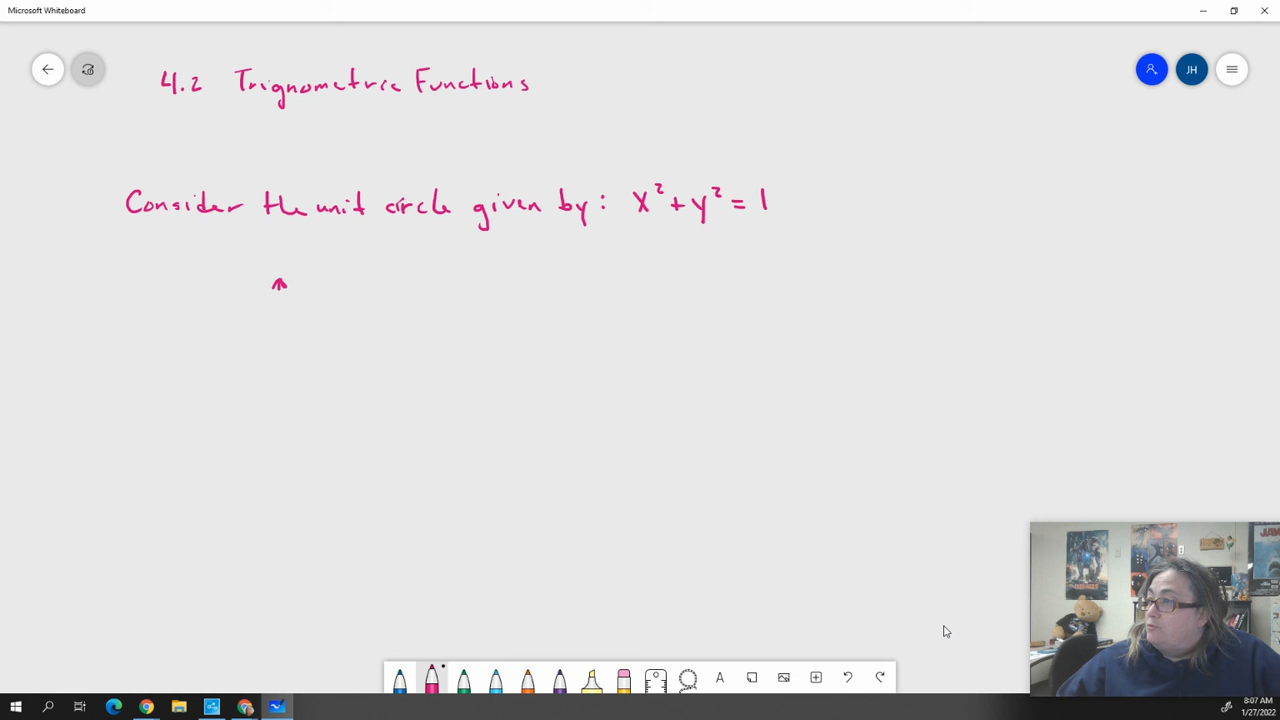 Microsoft Whiteboard
JH
4.2 Trignometric Functions
Consider the unit circle given by: x² + y² = 1
A
8:07 AM
1/27/2022